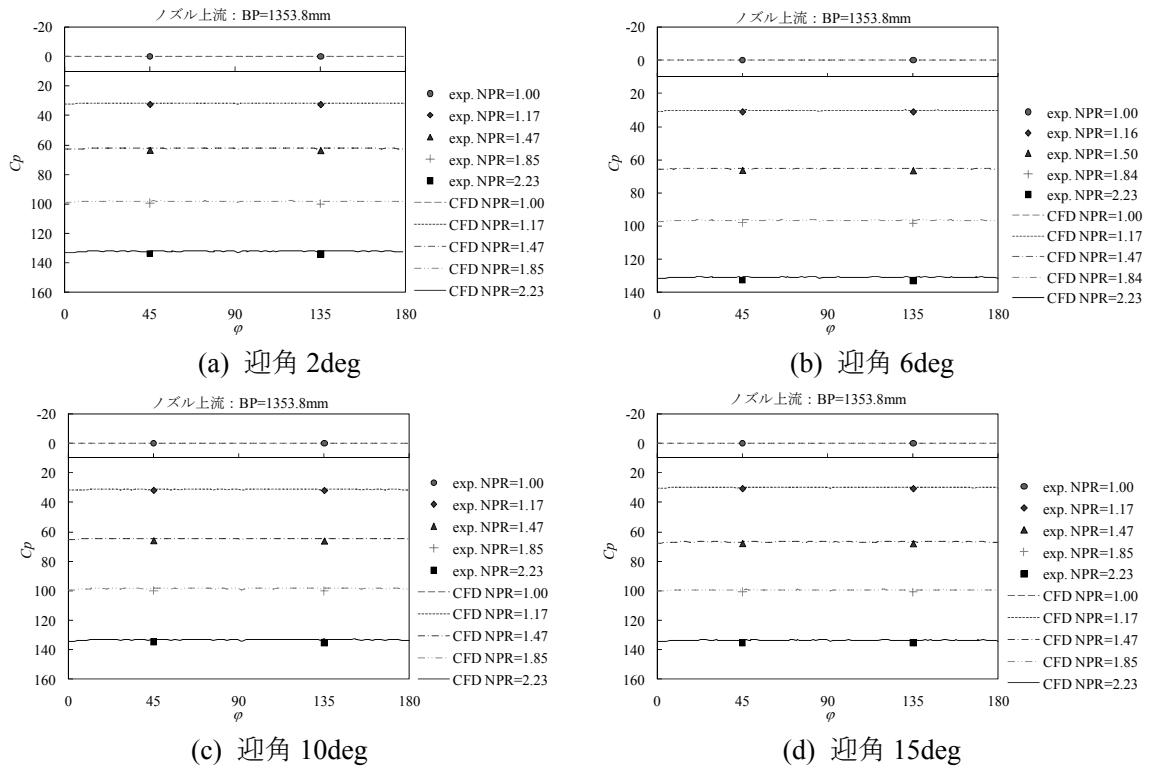 ノズル上流：BP=1353.8mm
-20
0
20
40
60
80
100
120
140
160
Cp
0
45
90
135
180
φ
exp. NPR=1.00
exp. NPR=1.17
exp. NPR=1.47
exp. NPR=1.85
exp. NPR=2.23
CFD NPR=1.00
CFD NPR=1.17
CFD NPR=1.47
CFD NPR=1.85
CFD NPR=2.23
(a) 迎角 2deg
ノズル上流：BP=1353.8mm
-20
0
20
40
60
80
100
120
140
Cp
0
45
90
135
180
φ
exp. NPR=1.00
exp. NPR=1.16
exp. NPR=1.50
exp. NPR=1.84
exp. NPR=2.23
CFD NPR=1.00
CFD NPR=1.17
CFD NPR=1.47
CFD NPR=1.84
CFD NPR=2.23
(b) 迎角 6deg
ノズル上流：BP=1353.8mm
-20
0
20
40
60
80
100
120
140
160
Cp
0
45
90
135
180
φ
exp. NPR=1.00
exp. NPR=1.17
exp. NPR=1.47
exp. NPR=1.85
exp. NPR=2.23
CFD NPR=1.00
CFD NPR=1.17
CFD NPR=1.47
CFD NPR=1.85
CFD NPR=2.23
(c) 迎角 10deg
ノズル上流：BP=1353.8mm
-20
0
20
40
60
80
100
120
140
160
Cp
0
45
90
135
180
φ
exp. NPR=1.00
exp. NPR=1.17
exp. NPR=1.47
exp. NPR=1.85
exp. NPR=2.23
CFD NPR=1.00
CFD NPR=1.17
CFD NPR=1.47
CFD NPR=1.85
CFD NPR=2.23
(d) 迎角 15deg